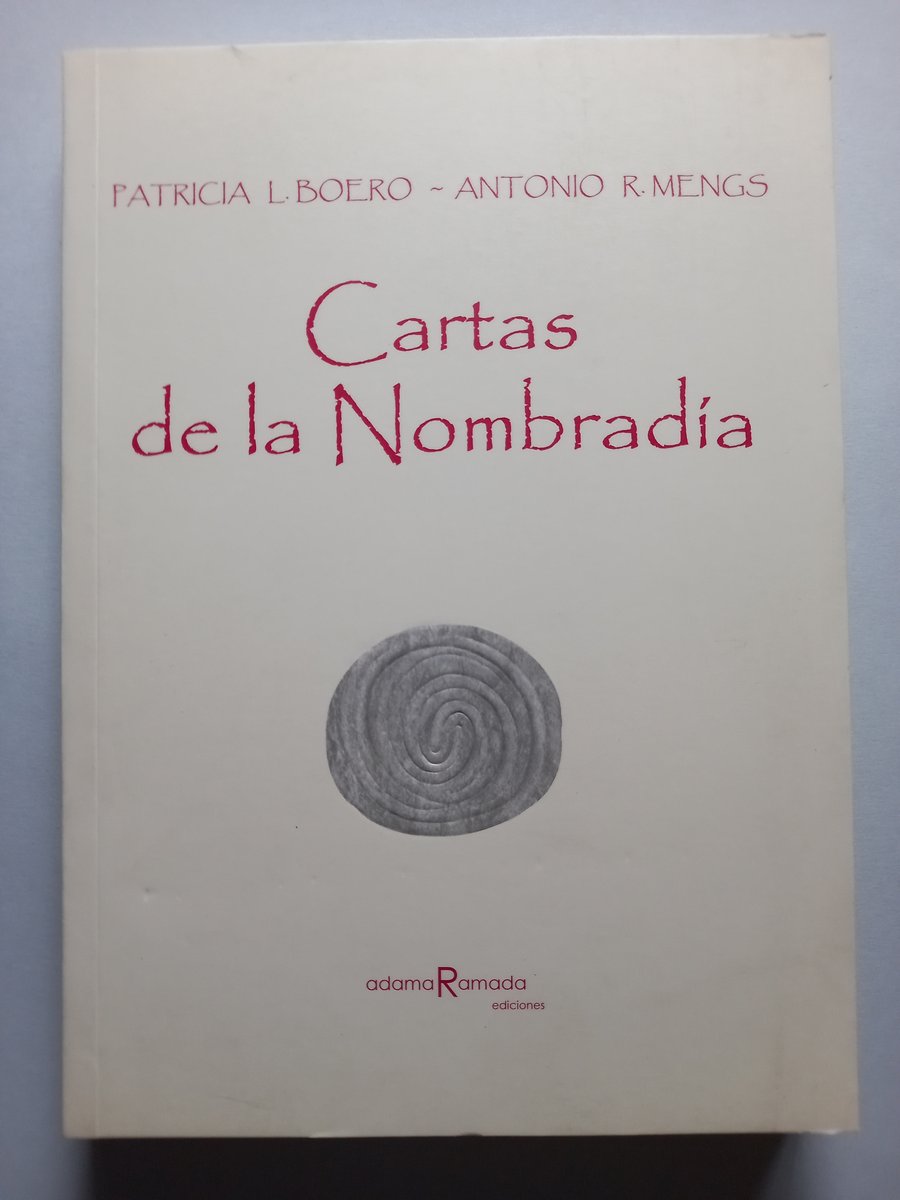 PATRICIA L. BOERO ~ ANTONIO R. MENGS
Cartas
de la Nombradía
adamaRamada
ediciones